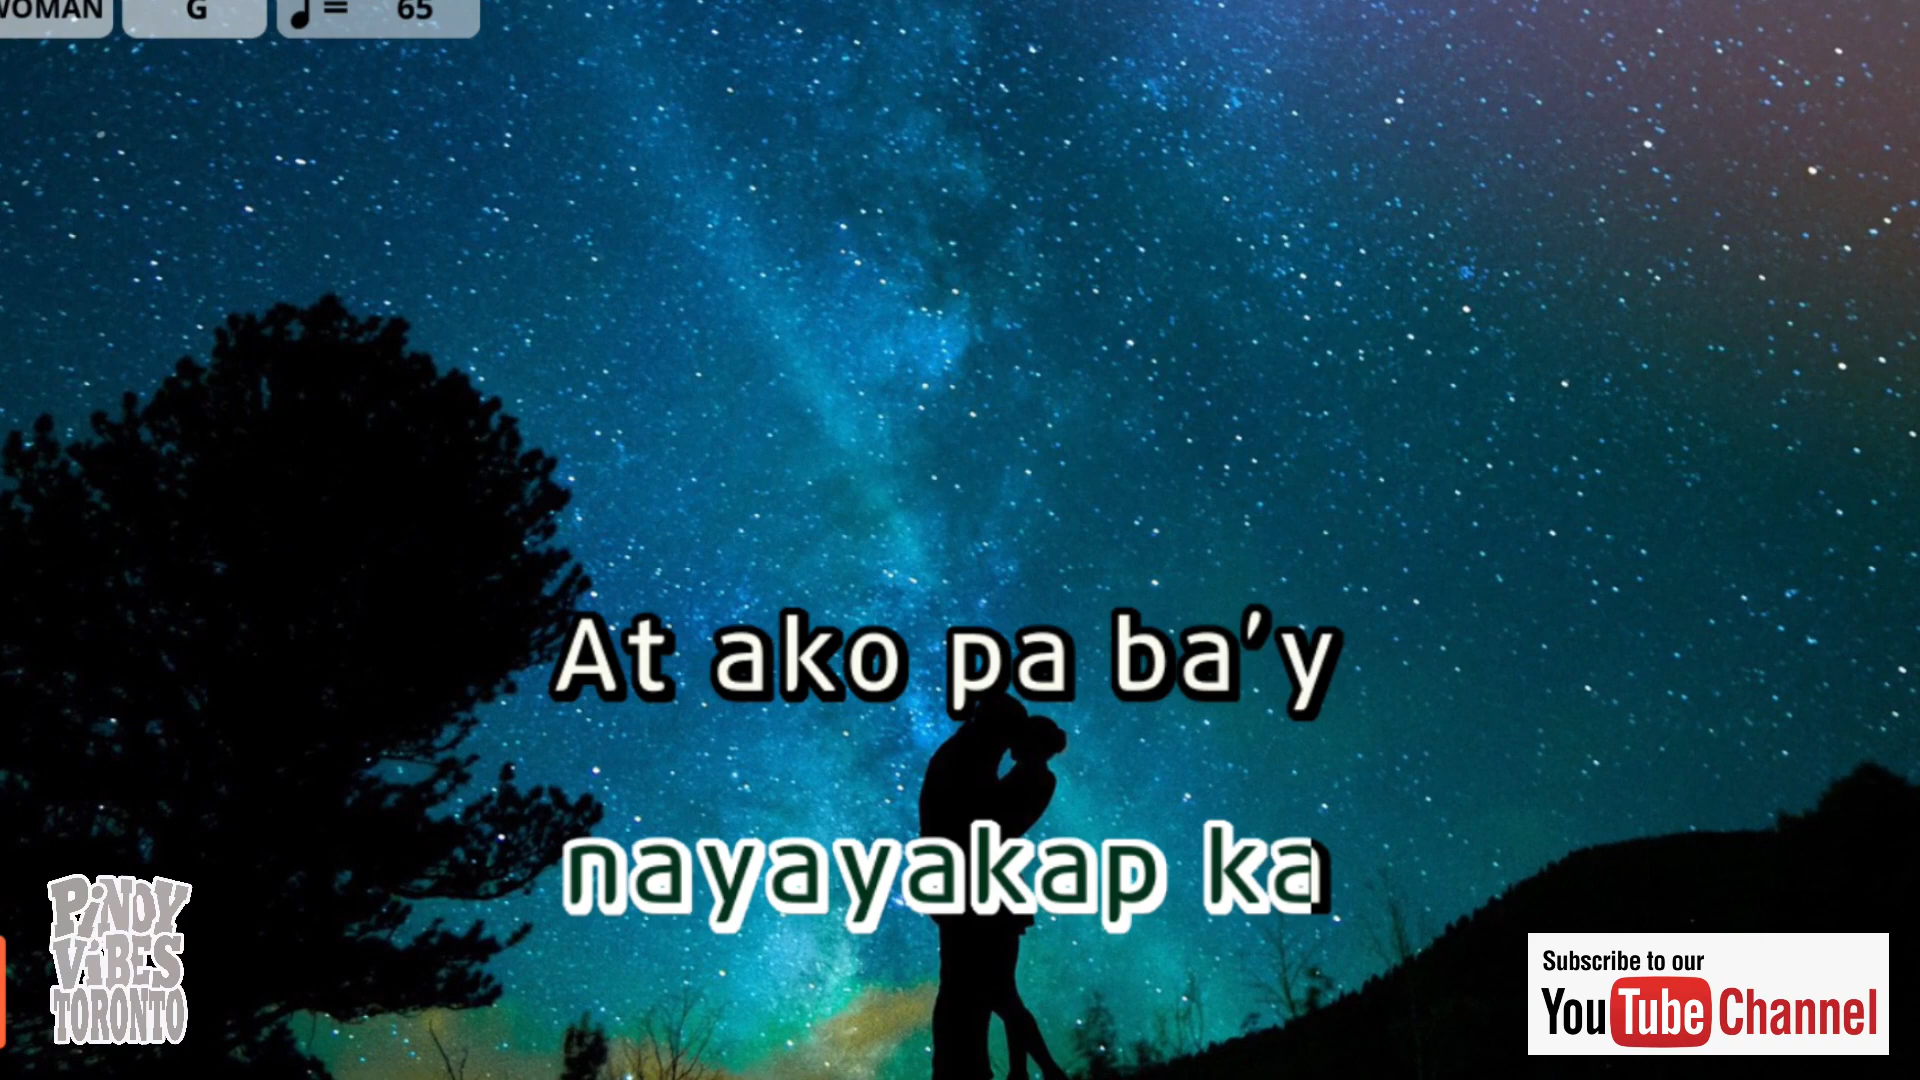 WOMAN G ♩ = 65
At ako pa ba’y
nayayakap ka
PiNOY
ViBES
TORONTO
Subscribe to our
YouTube Channel